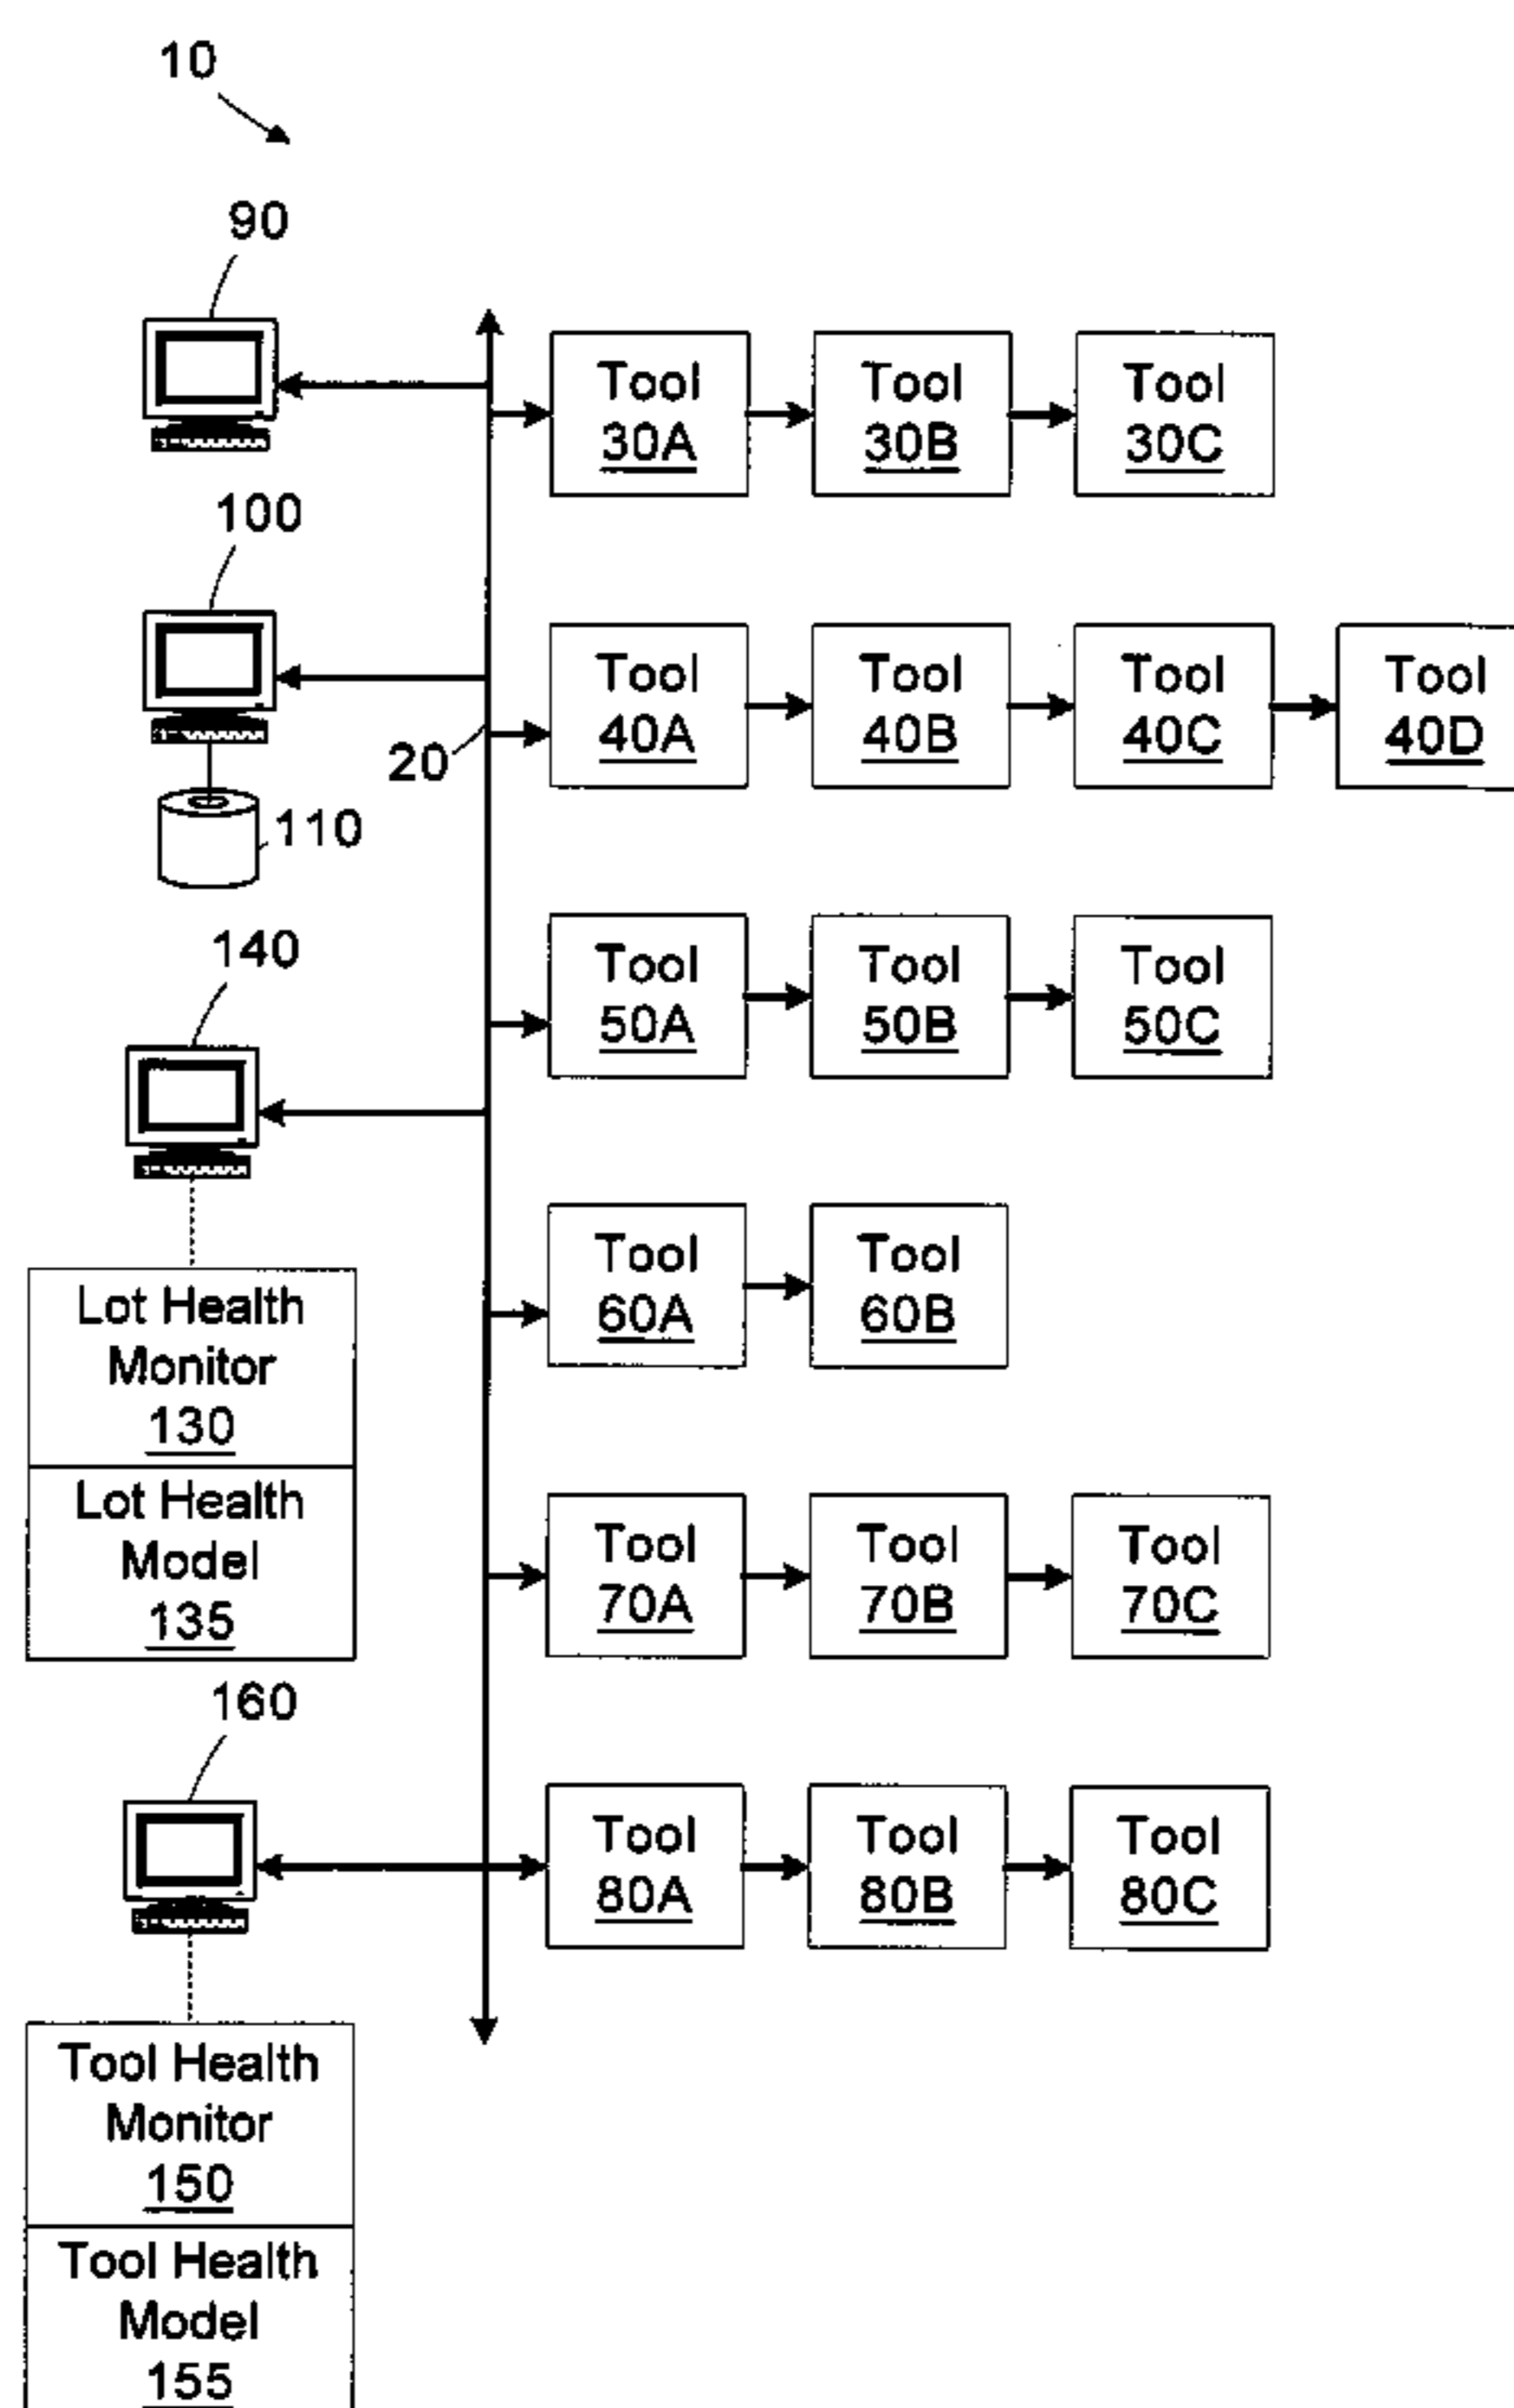 10
90
Tool
30A
Tool
30B
Tool
30C
100
Tool
40A
Tool
40B
Tool
40C
Tool
40D
20
110
140
Tool
50A
Tool
50B
Tool
50C
Tool
60A
Tool
60B
Lot Health
Monitor
130
Lot Health
Model
135
Tool
70A
Tool
70B
Tool
70C
160
Tool
80A
Tool
80B
Tool
80C
Tool Health
Monitor
150
Tool Health
Model
155